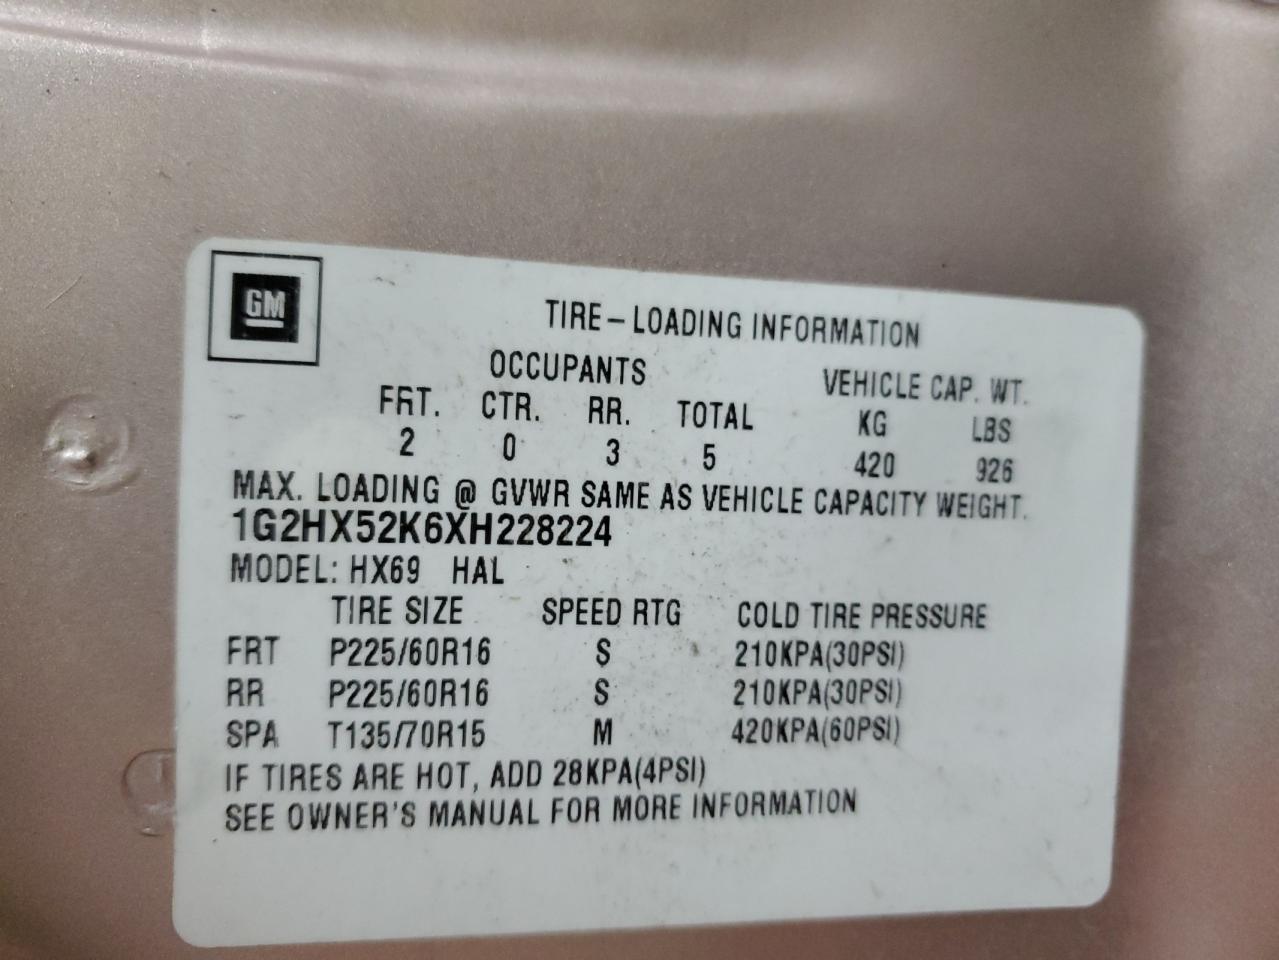 GM
TIRE-LOADING INFORMATION
OCCUPANTS VEHICLE CAP. WT.
FRT. CTR. RR. TOTAL KG LBS
2 0 3 5 420 926
MAX. LOADING @ GVWR SAME AS VEHICLE CAPACITY WEIGHT.
1G2HX52K6XH228224
MODEL: HX69 HAL
TIRE SIZE SPEED RTG COLD TIRE PRESSURE
FRT P225/60R16 S 210KPA(30PSI)
RR P225/60R16 S 210KPA(30PSI)
SPA T135/70R15 M 420KPA(60PSI)
IF TIRES ARE HOT, ADD 28KPA(4PSI)
SEE OWNER'S MANUAL FOR MORE INFORMATION